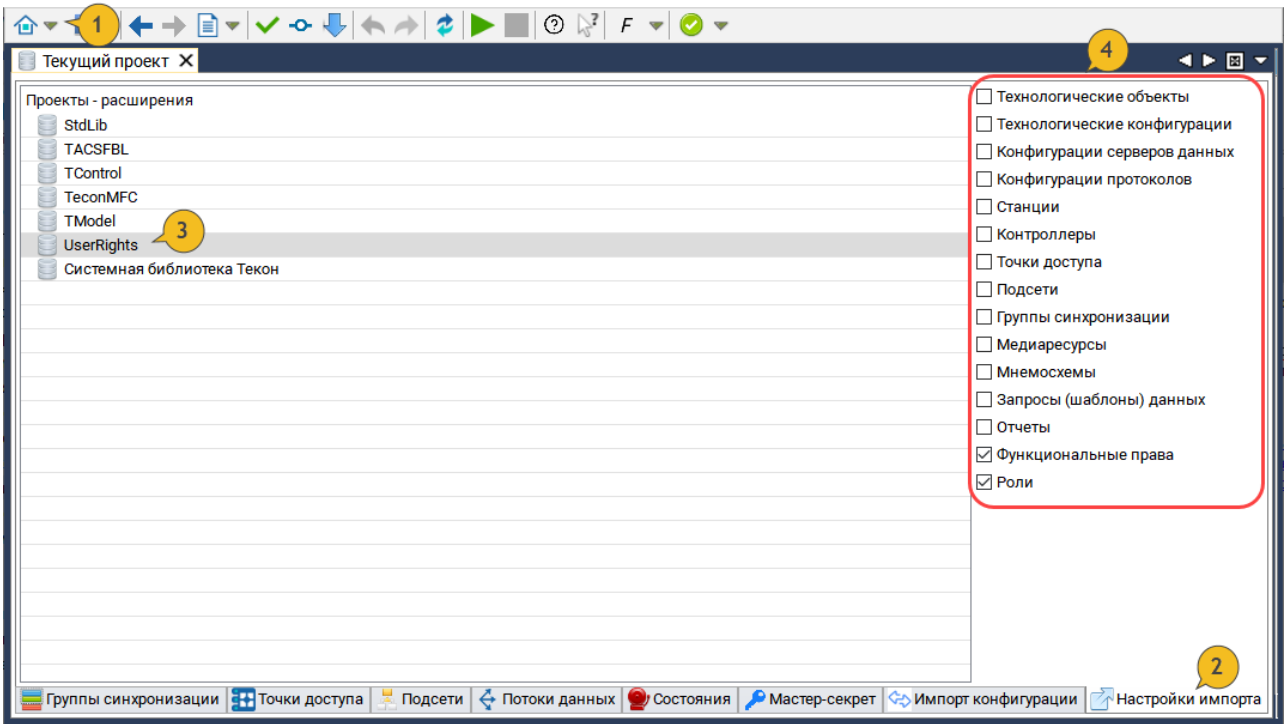 1
F
Текущий проект
4
Проекты - расширения
StdLib
TACSFBL
TControl
TeconMFC
TModel
UserRights
3
Системная библиотека Текон
Технологические объекты
Технологические конфигурации
Конфигурации серверов данных
Конфигурации протоколов
Станции
Контроллеры
Точки доступа
Подсети
Группы синхронизации
Медиаресурсы
Мнемосхемы
Запросы (шаблоны) данных
Отчеты
Функциональные права
Роли
2
Группы синхронизации Точки доступа Подсети Потоки данных Состояния Мастер-секрет Импорт конфигурации Настройки импорта